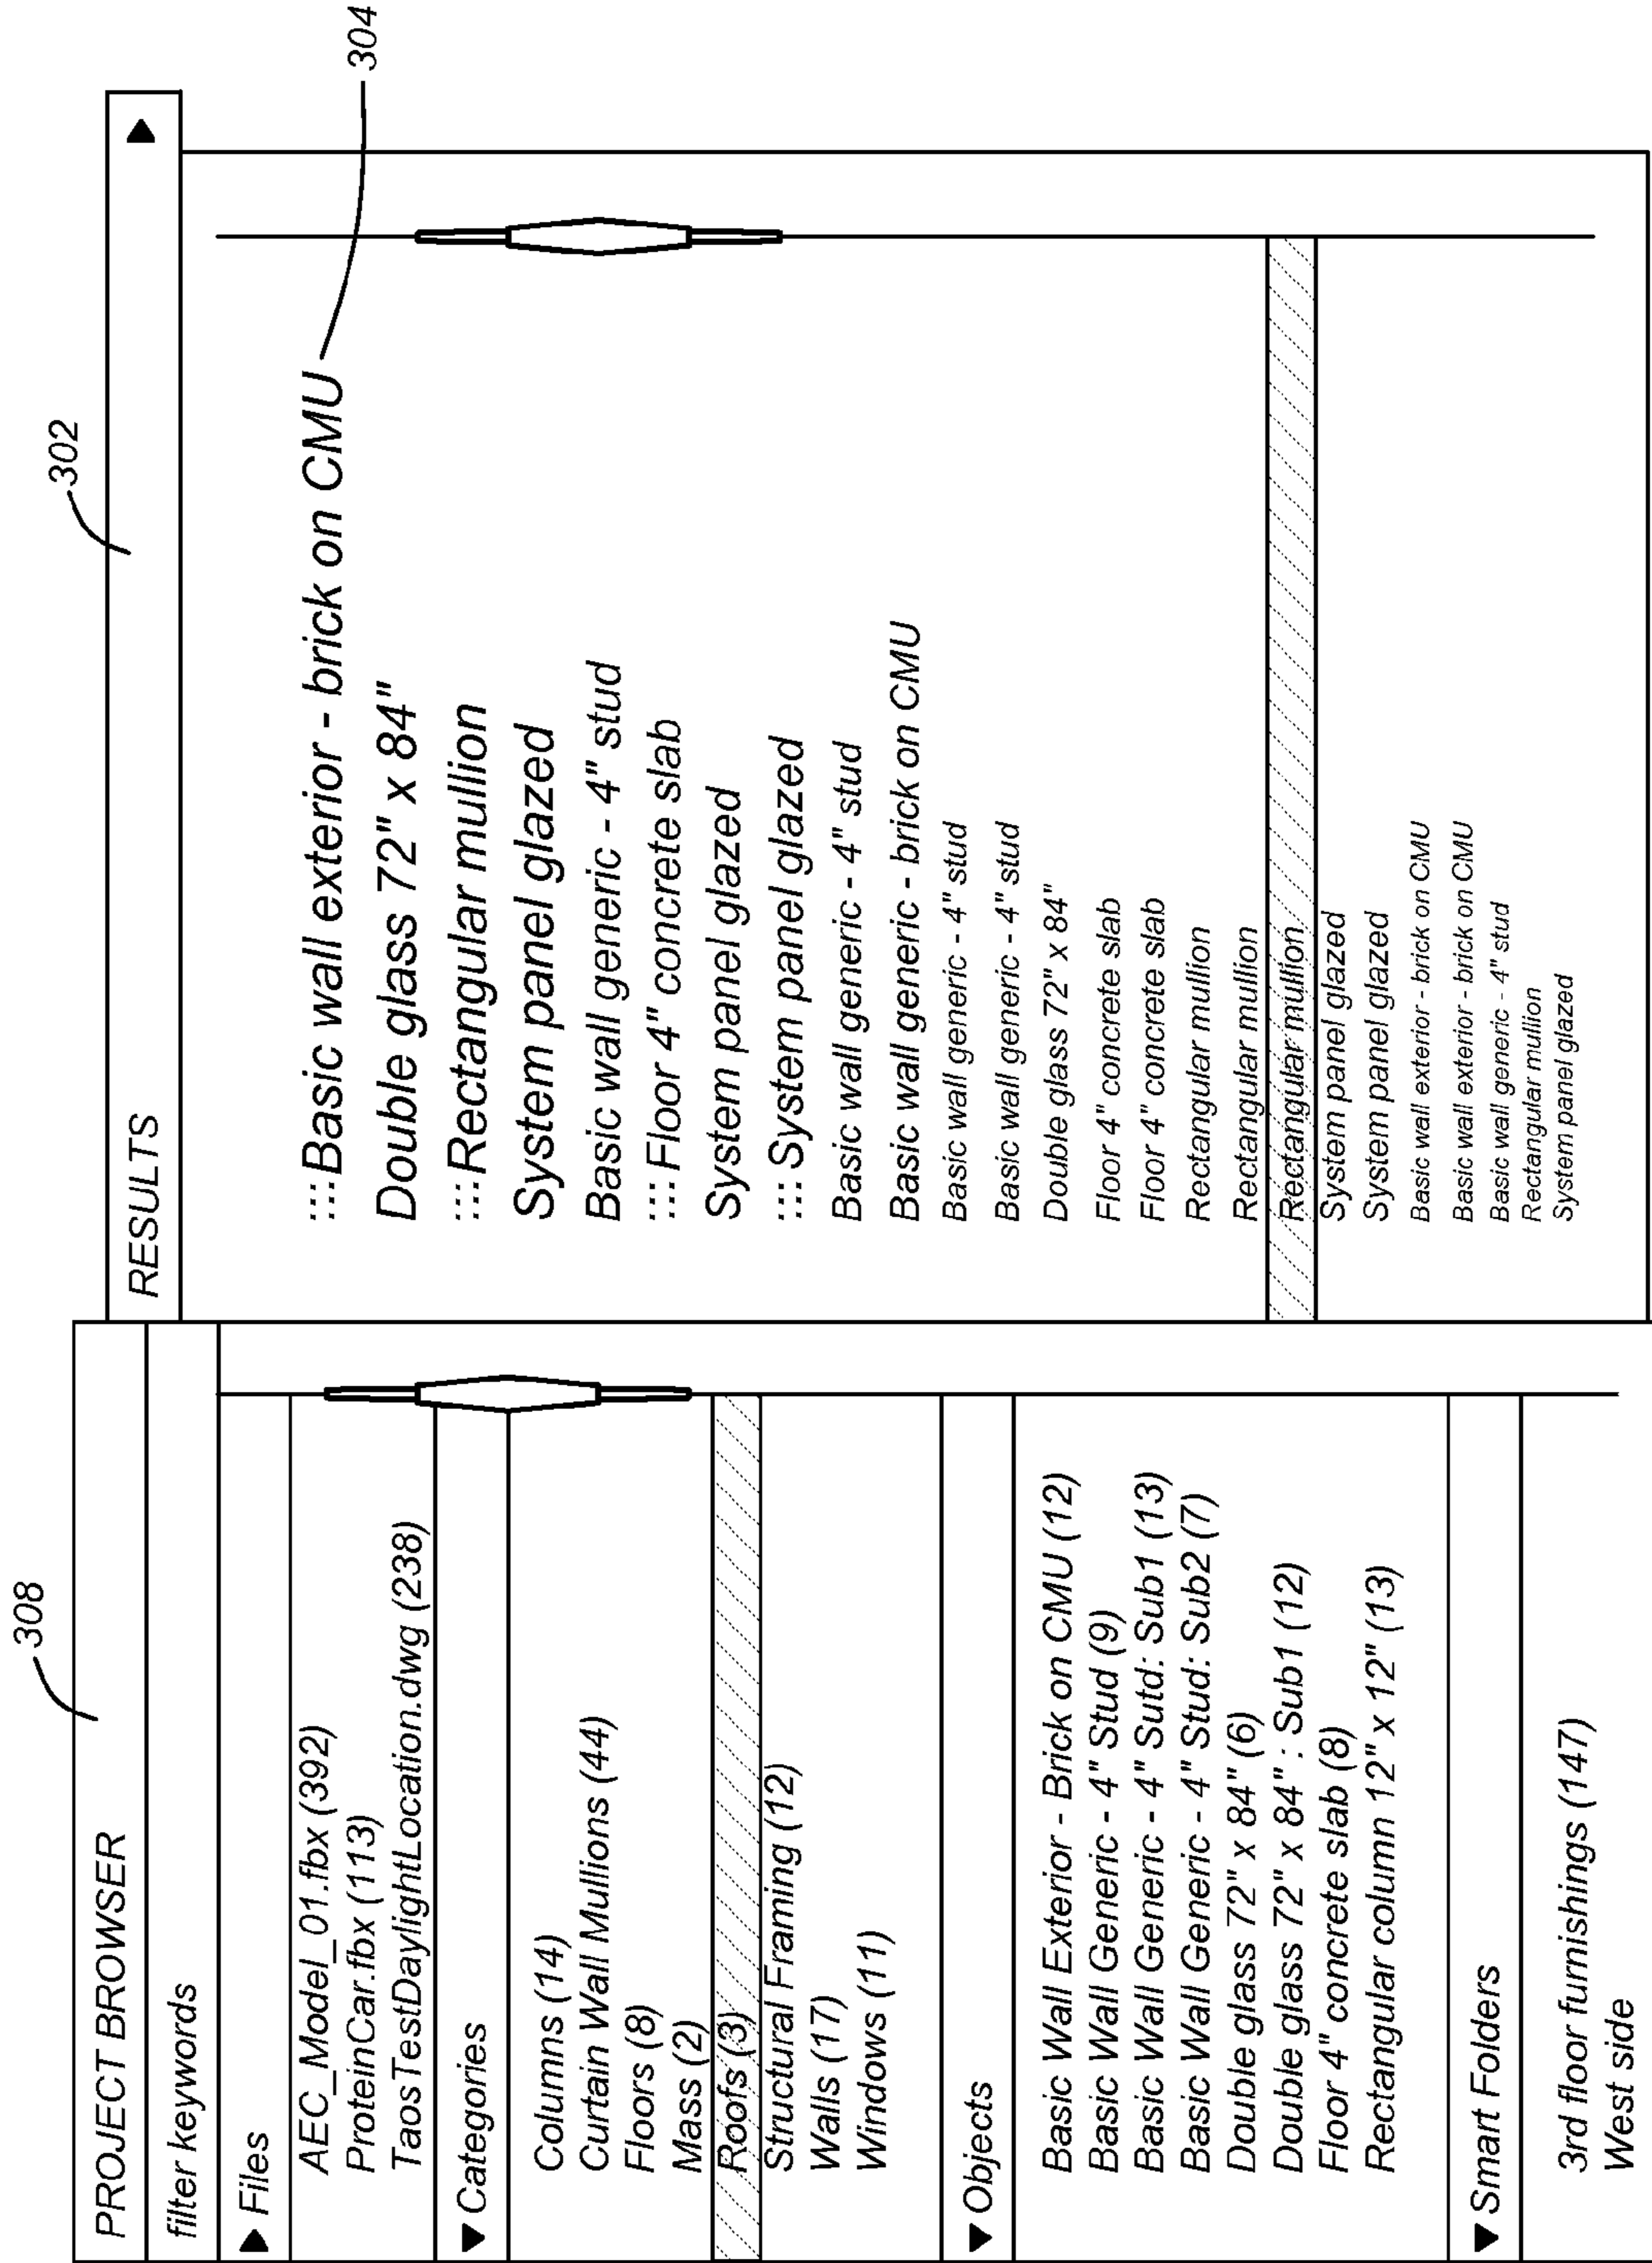 308
PROJECT BROWSER
filter keywords
▶ Files
AEC_Model_01.fbx (392)
ProteinCar.fbx (113)
TaosTestDaylightLocation.dwg (238)
▼ Categories
Columns (14)
Curtain Wall Mullions (44)
Floors (8)
Mass (2)
Roofs (3)
Structural Framing (12)
Walls (17)
Windows (11)
▼ Objects
Basic Wall Exterior - Brick on CMU (12)
Basic Wall Generic - 4" Stud (9)
Basic Wall Generic - 4" Sutd: Sub1 (13)
Basic Wall Generic - 4" Stud: Sub2 (7)
Double glass 72" x 84" (6)
Double glass 72" x 84" : Sub1 (12)
Floor 4" concrete slab (8)
Rectangular column 12" x 12" (13)
▼ Smart Folders
3rd floor furnishings (147)
West side
302
RESULTS
304
::: Basic wall exterior - brick on CMU
Double glass 72" x 84"
::: Rectangular mullion
System panel glazed
Basic wall generic - 4" stud
::: Floor 4" concrete slab
System panel glazed
::: System panel glazed
Basic wall generic - 4" stud
Basic wall generic - brick on CMU
Basic wall generic - 4" stud
Basic wall generic - 4" stud
Double glass 72" x 84"
Floor 4" concrete slab
Floor 4" concrete slab
Rectangular mullion
Rectangular mullion
Rectangular mullion
System panel glazed
System panel glazed
Basic wall exterior - brick on CMU
Basic wall exterior - brick on CMU
Basic wall generic - 4" stud
Rectangular mullion
System panel glazed